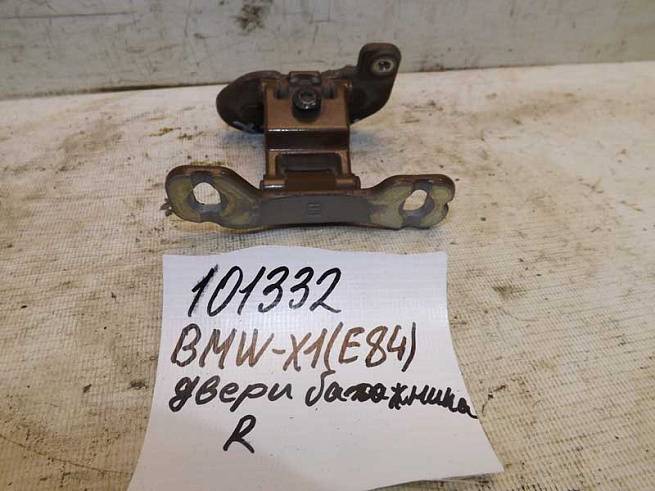 101332
BMW-X1(E84)
двери багажника
R